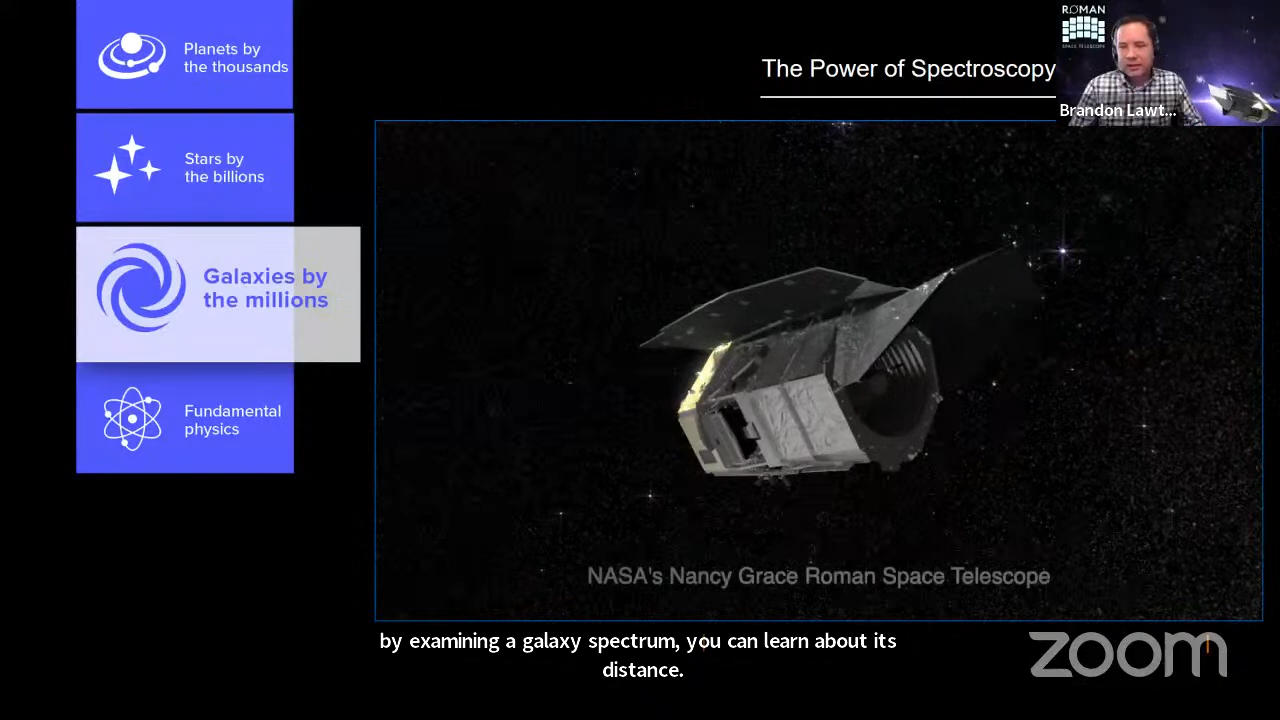 Planets by
the thousands
Stars by
the billions
Galaxies by
the millions
Fundamental
physics
The Power of Spectroscopy
ROMAN
SPACE TELESCOPE
Brandon Lawt...
NASA's Nancy Grace Roman Space Telescope
by examining a galaxy spectrum, you can learn about its
distance.
zoom